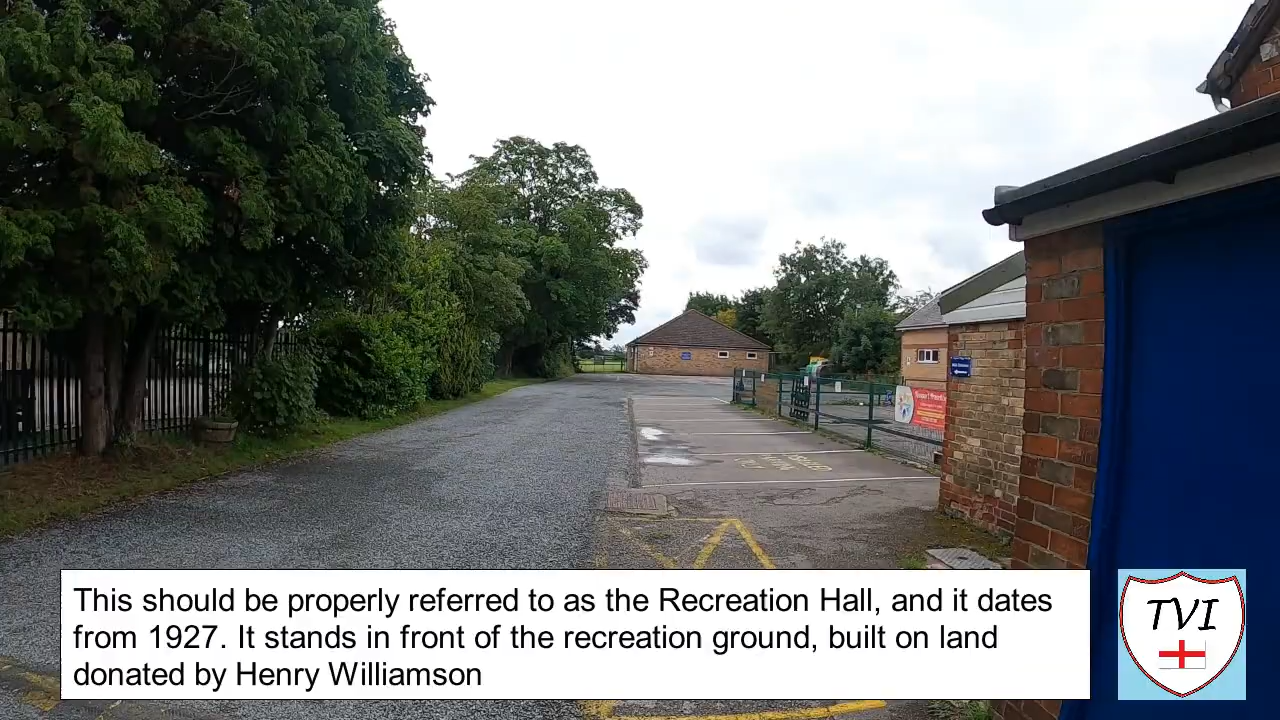 This should be properly referred to as the Recreation Hall, and it dates
from 1927. It stands in front of the recreation ground, built on land
donated by Henry Williamson
TVI